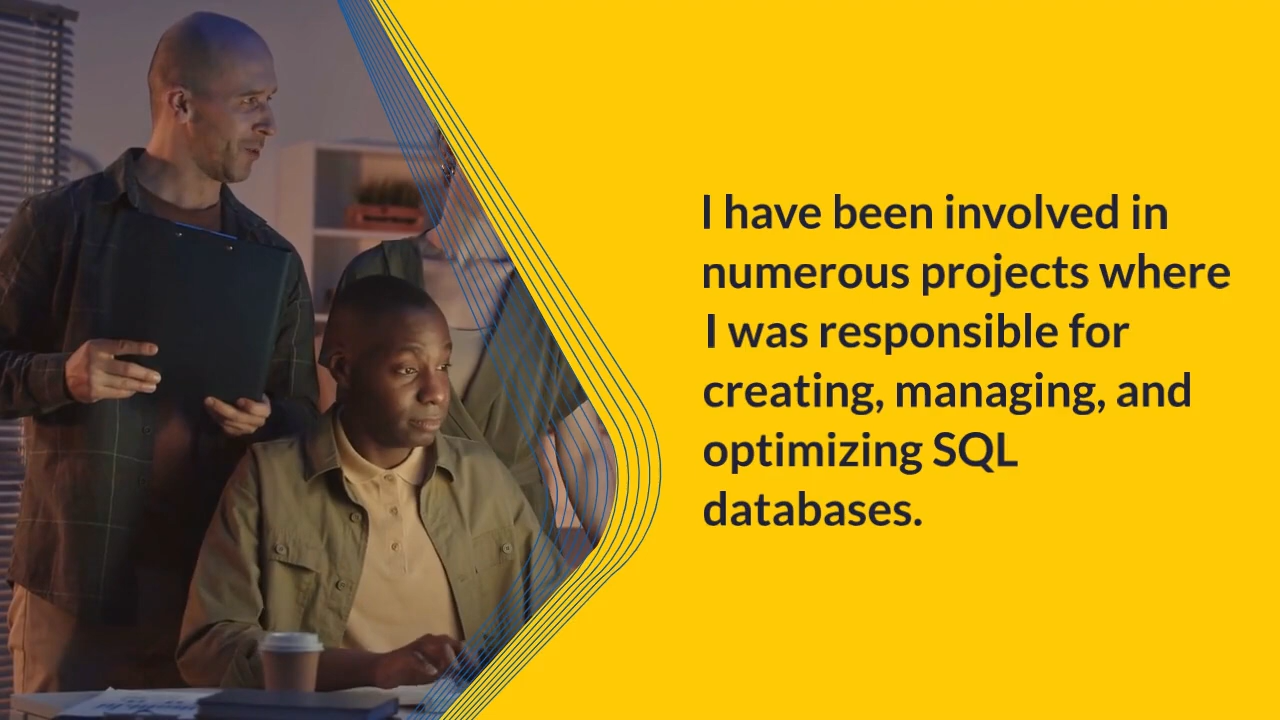 I have been involved in
numerous projects where
I was responsible for
creating, managing, and
optimizing SQL
databases.